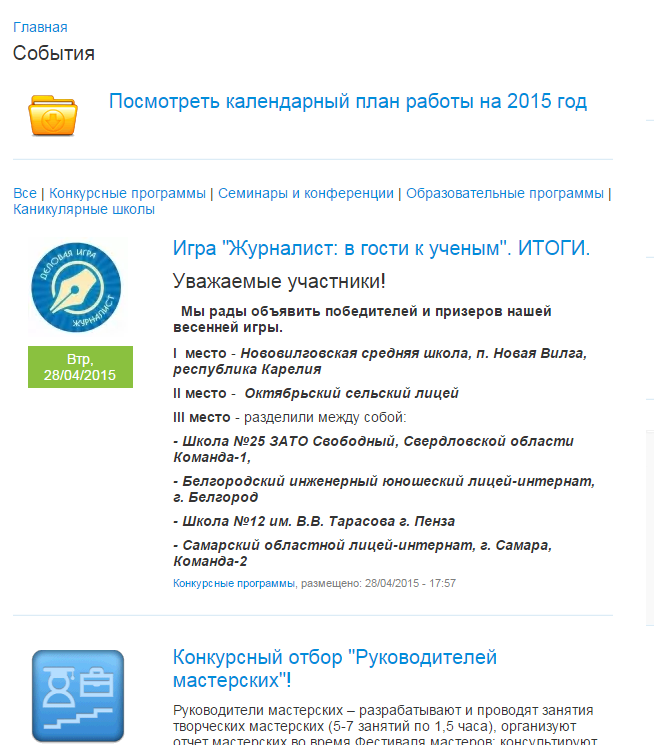 Главная
События
Посмотреть календарный план работы на 2015 год
Все | Конкурсные программы | Семинары и конференции | Образовательные программы |
Каникулярные школы
ДЕЛОВАЯ ИГРА
ЖУРНАЛИСТ
Втр,
28/04/2015
Игра "Журналист: в гости к ученым". ИТОГИ.
Уважаемые участники!
Мы рады объявить победителей и призеров нашей
весенней игры.
I место - Нововилговская средняя школа, п. Новая Вилга,
республика Карелия
II место - Октябрьский сельский лицей
III место - разделили между собой:
- Школа №25 ЗАТО Свободный, Свердловской области
Команда-1,
- Белгородский инженерный юношеский лицей-интернат,
г. Белгород
- Школа №12 им. В.В. Тарасова г. Пенза
- Самарский областной лицей-интернат, г. Самара,
Команда-2
Конкурсные программы, размещено: 28/04/2015 - 17:57
Конкурсный отбор "Руководителей
мастерских"!
Руководители мастерских – разрабатывают и проводят занятия
творческих мастерских (5-7 занятий по 1,5 часа), организуют
отчет мастерских во время Фестиваля мастеров; консультируют